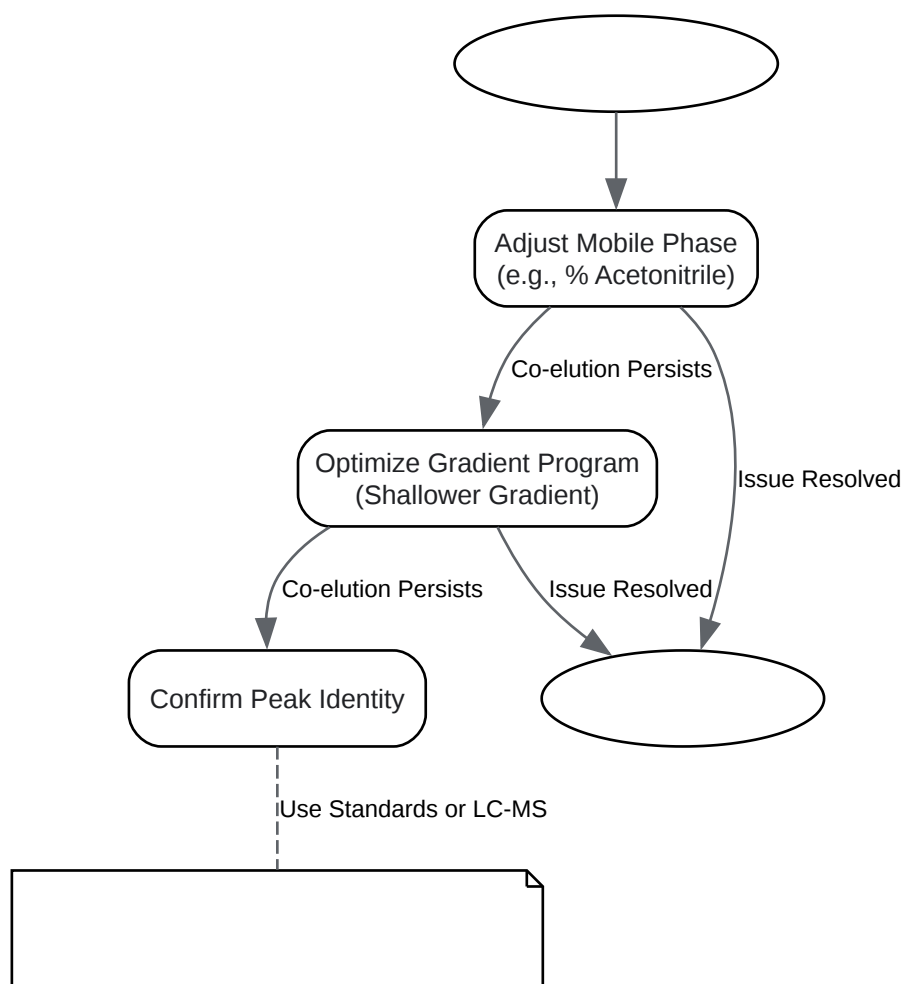 Adjust Mobile Phase
(e.g., % Acetonitrile)
Co-elution Persists
Optimize Gradient Program
(Shallower Gradient)
Issue Resolved
Co-elution Persists
Issue Resolved
Confirm Peak Identity
Use Standards or LC-MS